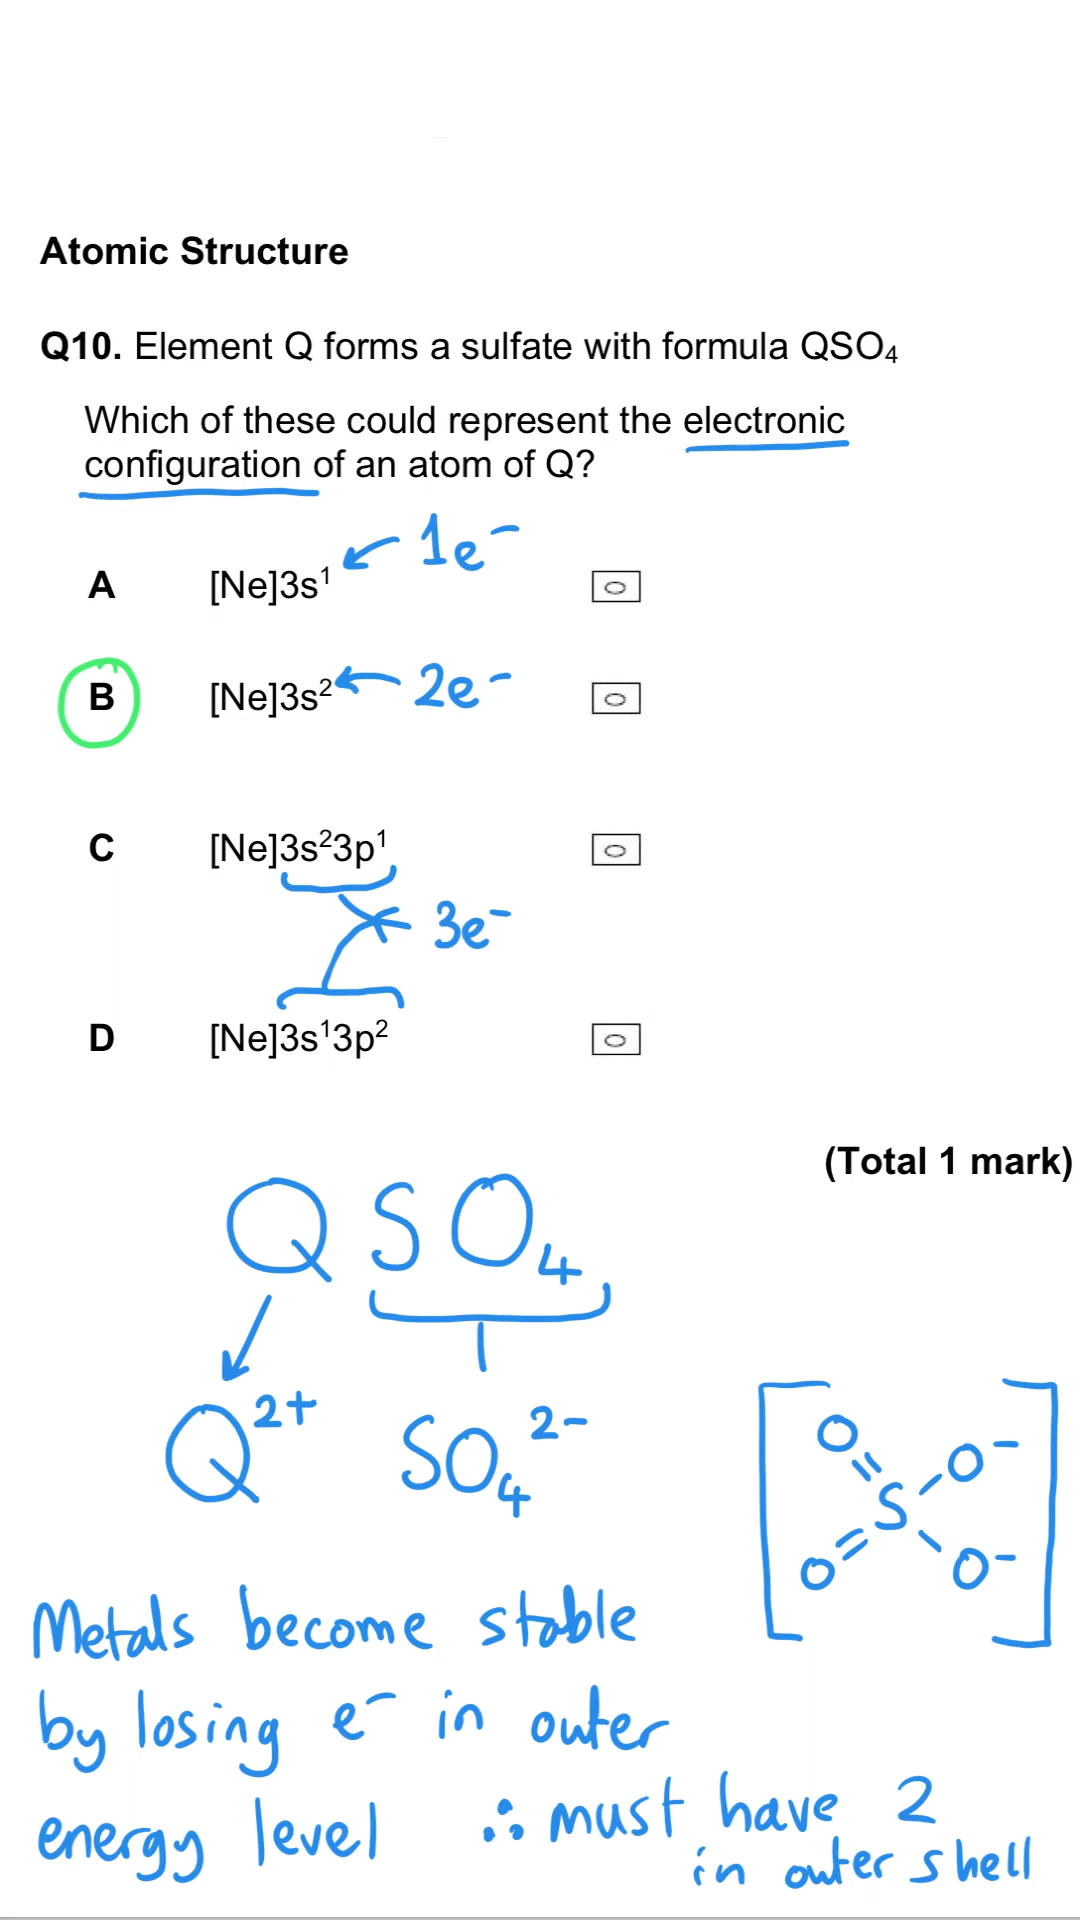 Atomic Structure
Q10. Element Q forms a sulfate with formula QSO₄
Which of these could represent the electronic
configuration of an atom of Q?
A [Ne]3s¹ ← 1e⁻
B [Ne]3s² ← 2e⁻
C [Ne]3s²3p¹
3e⁻
D [Ne]3s¹3p²
(Total 1 mark)
QSO₄
Q²⁺ SO₄²⁻
O O⁻
S
O O⁻
Metals become stable
by losing e⁻ in outer
energy level ∴ must have 2
in outer shell